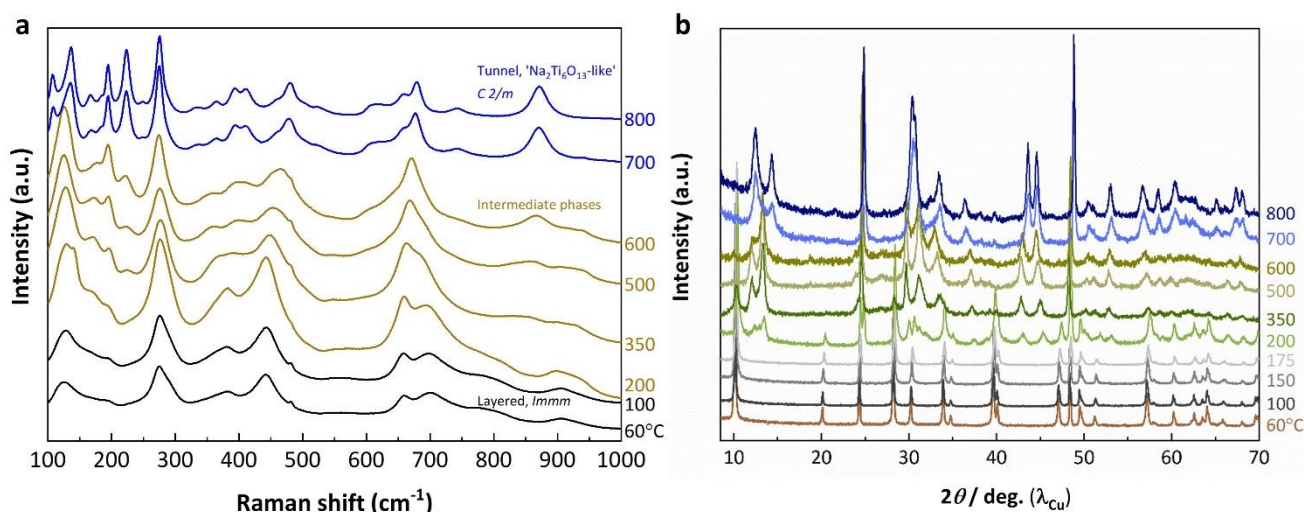 a
Intensity (a.u.)
Tunnel, 'Na₂Ti₆O₁₃-like'
C 2/m
800
700
Intermediate phases
600
500
350
200
100
Layered, Immm
60°C
100 200 300 400 500 600 700 800 900 1000
Raman shift (cm⁻¹)
b
Intensity (a.u.)
800
700
600
500
350
200
175
150
100
60°C
10 20 30 40 50 60 70
2θ / deg. (λCu)